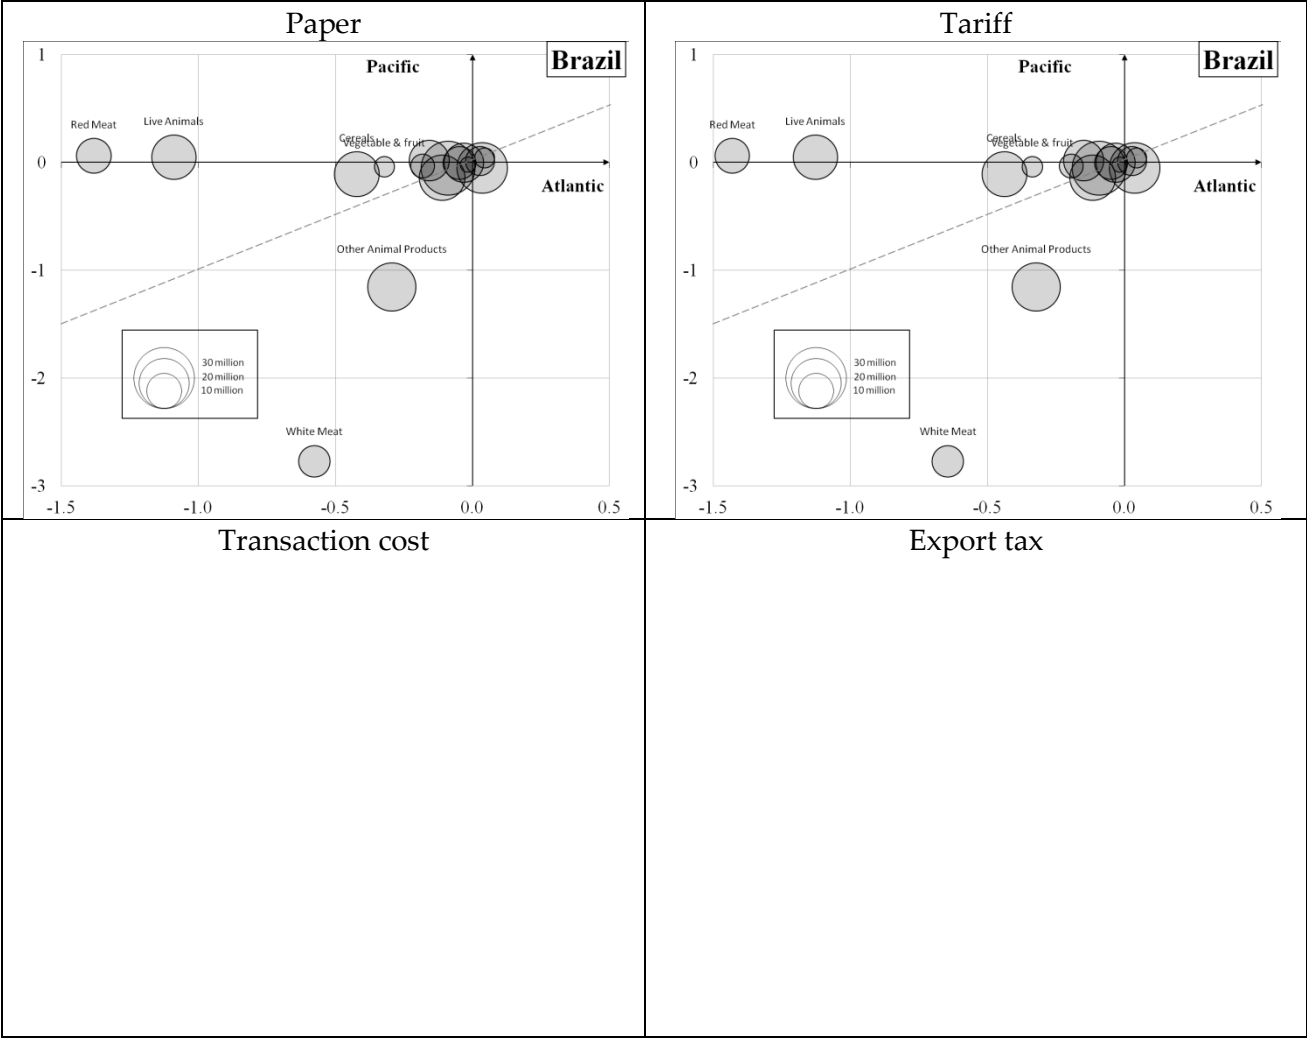 Paper
Tariff
Brazil
Pacific
Atlantic
1
0
-1
-2
-3
-1.5
-1.0
-0.5
0.0
0.5
Red Meat
Live Animals
Cereals
Vegetable & fruit
Other Animal Products
White Meat
30 million
20 million
10 million
Brazil
Pacific
Atlantic
1
0
-1
-2
-3
-1.5
-1.0
-0.5
0.0
0.5
Red Meat
Live Animals
Cereals
Vegetable & fruit
Other Animal Products
White Meat
30 million
20 million
10 million
Transaction cost
Export tax